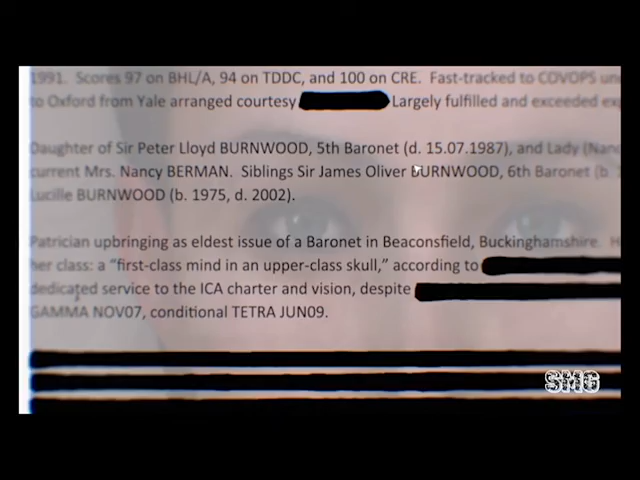 1991. Scores 97 on BHL/A, 94 on TDDC, and 100 on CRE. Fast-tracked to COVOPS
to Oxford from Yale arranged courtesy Largely fulfilled and exceeded
Daughter of Sir Peter Lloyd BURNWOOD, 5th Baronet (d. 15.07.1987), and Lady
current Mrs. Nancy BERMAN. Siblings Sir James Oliver BURNWOOD, 6th Baronet (b.
Lucille BURNWOOD (b. 1975, d. 2002).
Patrician upbringing as eldest issue of a Baronet in Beaconsfield, Buckinghamshire.
her class: a “first-class mind in an upper-class skull,” according to
dedicated service to the ICA charter and vision, despite
GAMMA NOV07, conditional TETRA JUN09.
SMG